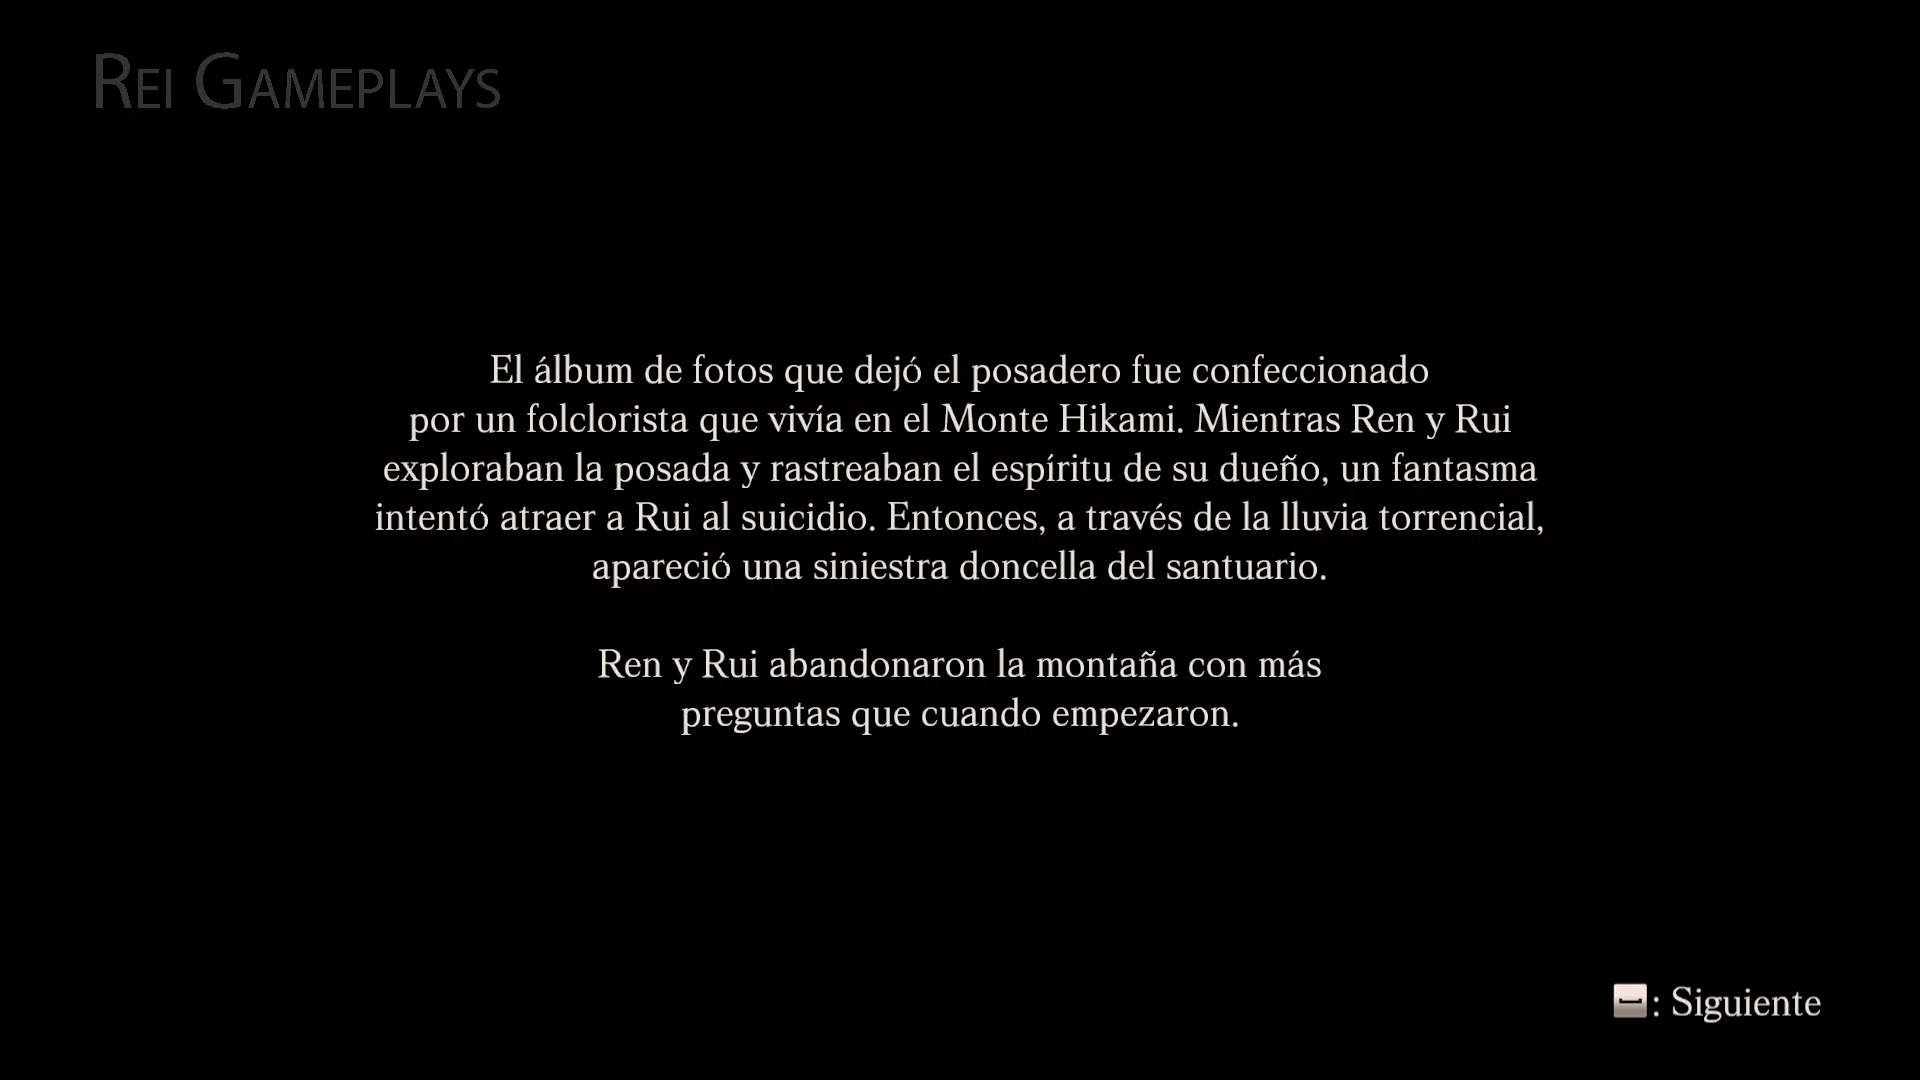 Rei Gameplays
El álbum de fotos que dejó el posadero fue confeccionado
por un folclorista que vivía en el Monte Hikami. Mientras Ren y Rui
exploraban la posada y rastreaban el espíritu de su dueño, un fantasma
intentó atraer a Rui al suicidio. Entonces, a través de la lluvia torrencial,
apareció una siniestra doncella del santuario.
Ren y Rui abandonaron la montaña con más
preguntas que cuando empezaron.
: Siguiente